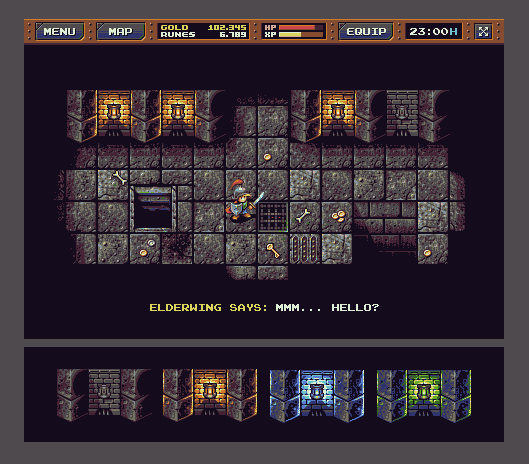 MENU
MAP
GOLD 102.345
RUNES 6.789
HP
XP
EQUIP
23:00H
ELDERWING SAYS: MMM... HELLO?